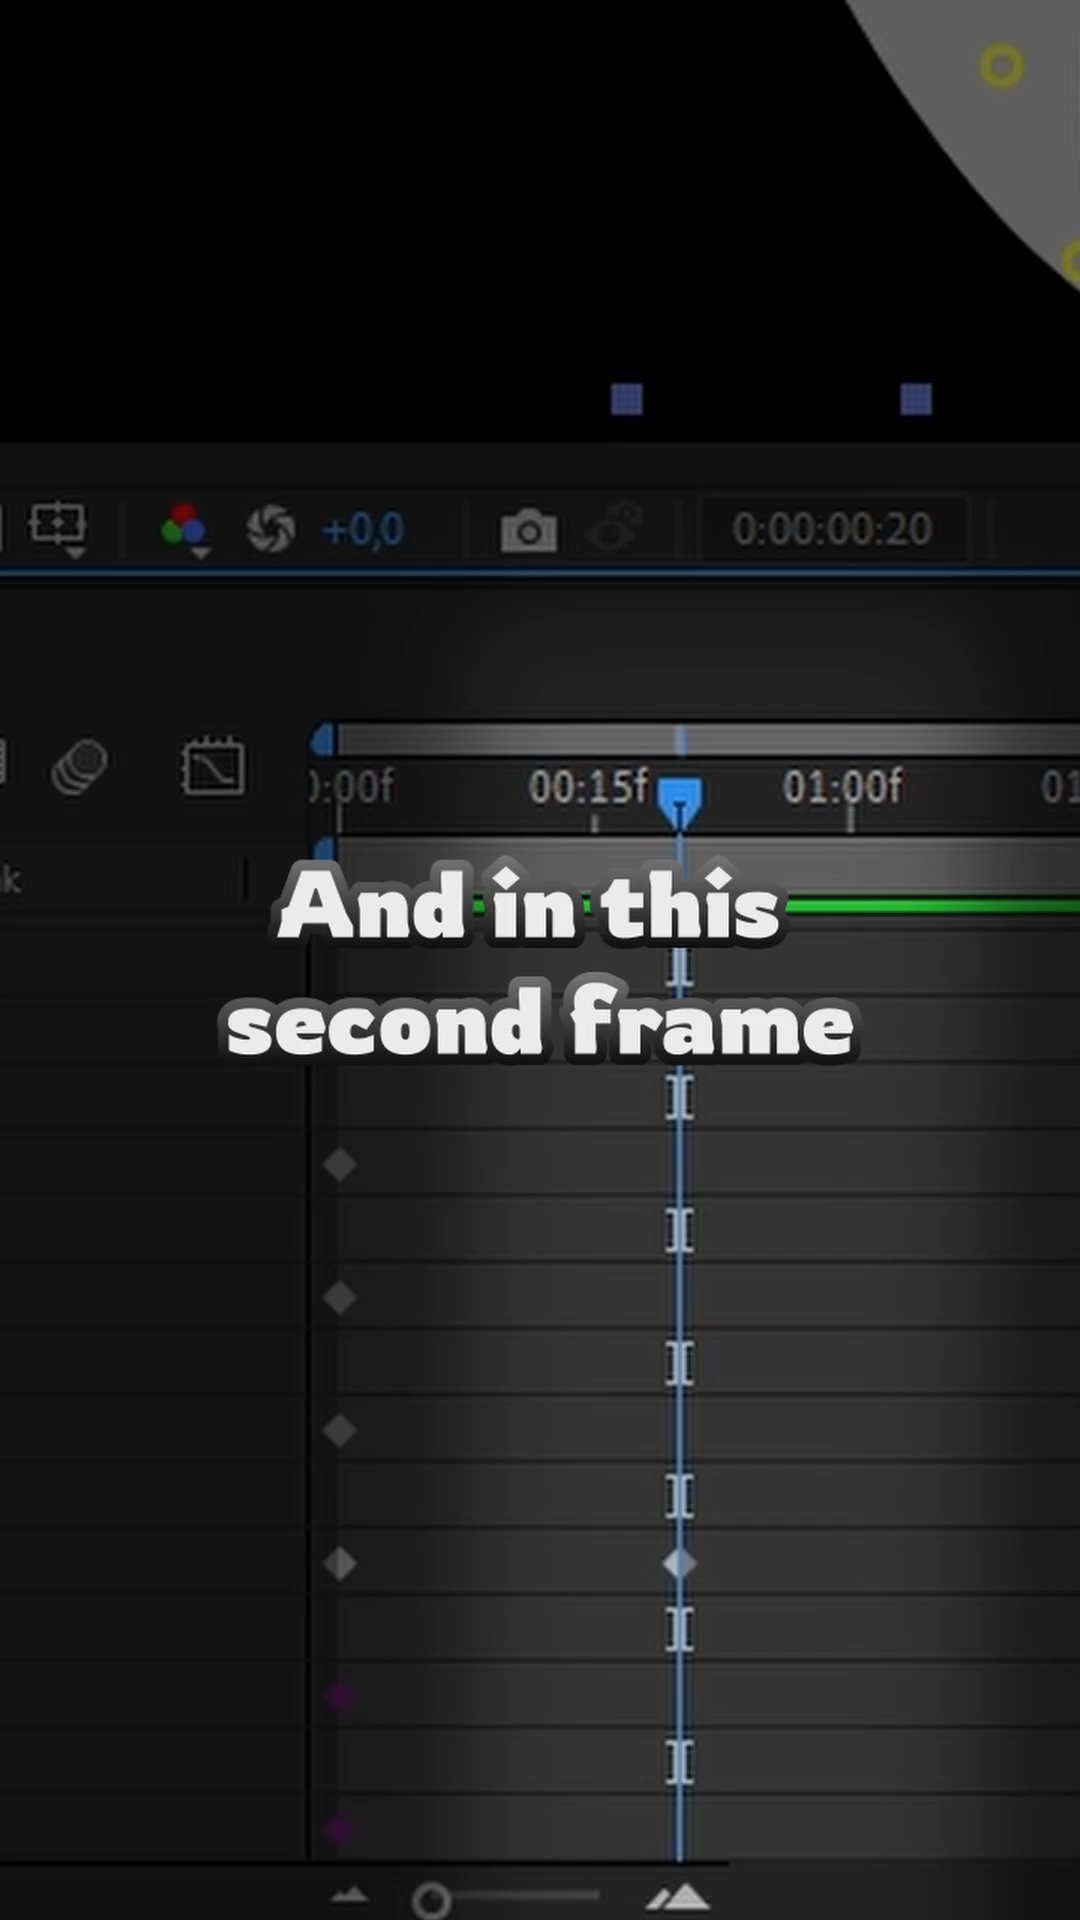 +0,0
0:00:00:20
):00f 00:15f 01:00f 01
k
And in this
second frame